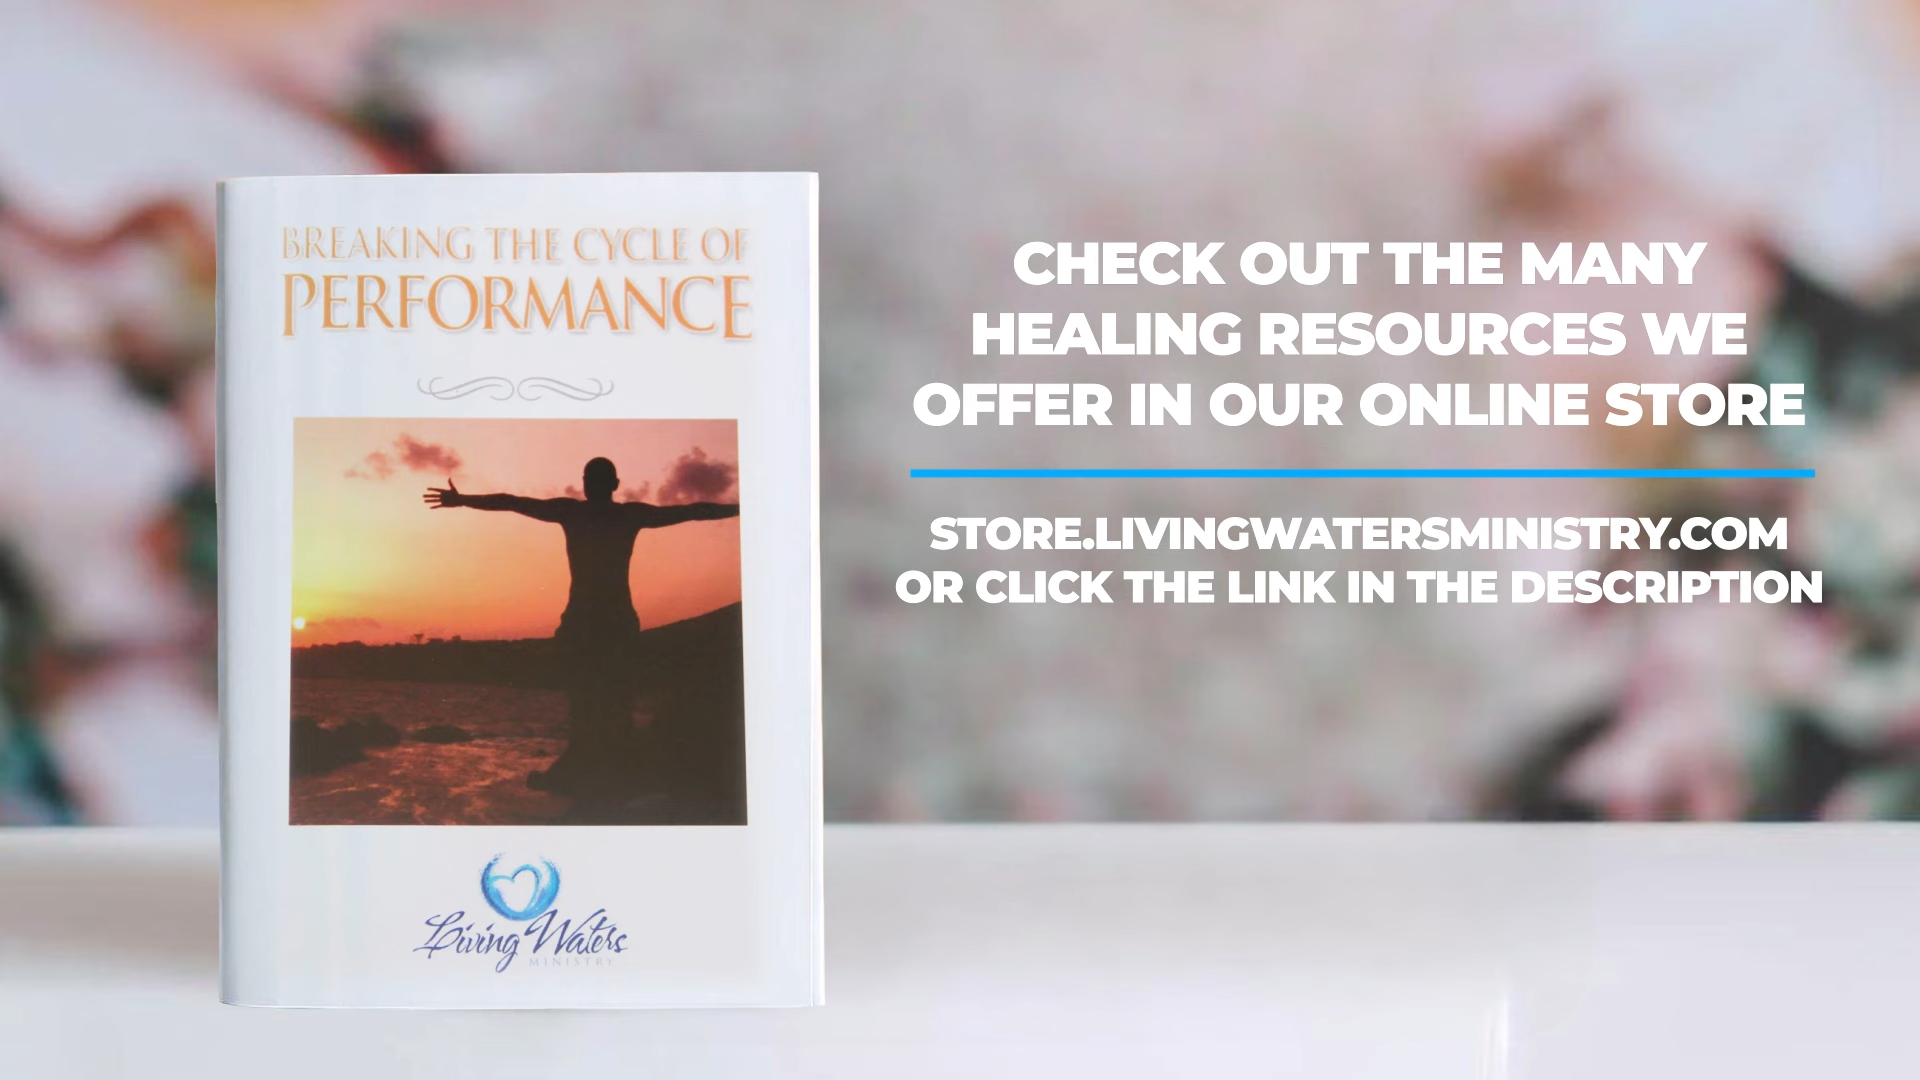 BREAKING THE CYCLE OF
PERFORMANCE
Living Waters
MINISTRY
CHECK OUT THE MANY
HEALING RESOURCES WE
OFFER IN OUR ONLINE STORE
STORE.LIVINGWATERSMINISTRY.COM
OR CLICK THE LINK IN THE DESCRIPTION